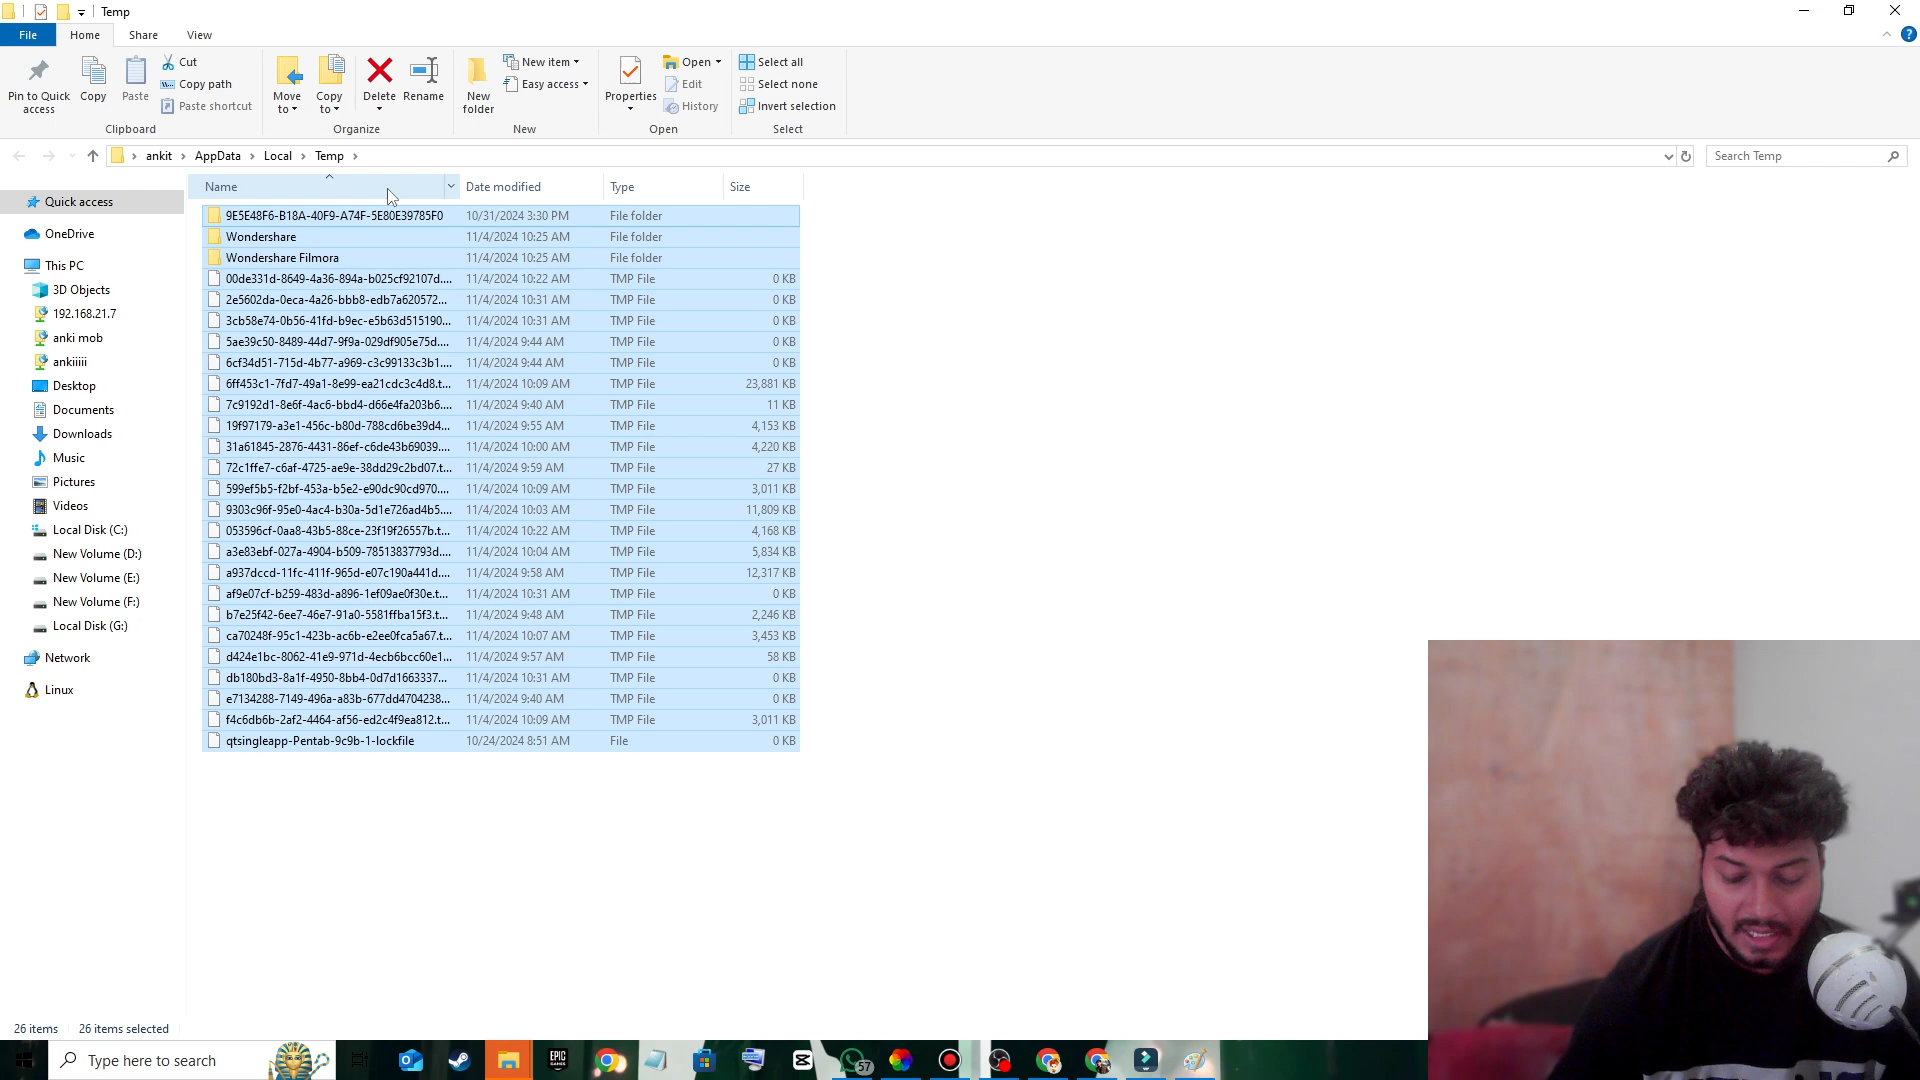 Temp
File Home Share View
Pin to Quick access
Copy
Paste
Cut
Copy path
Paste shortcut
Clipboard
Move to
Copy to
Delete
Rename
Organize
New folder
New item
Easy access
New
Properties
Open
Edit
History
Open
Select all
Select none
Invert selection
Select
ankit AppData Local Temp
Search Temp
Name Date modified Type Size
Quick access
OneDrive
This PC
3D Objects
192.168.21.7
anki mob
ankiiiii
Desktop
Documents
Downloads
Music
Pictures
Videos
Local Disk (C:)
New Volume (D:)
New Volume (E:)
New Volume (F:)
Local Disk (G:)
Network
Linux
9E5E48F6-B18A-40F9-A74F-5E80E39785F0 10/31/2024 3:30 PM File folder
Wondershare 11/4/2024 10:25 AM File folder
Wondershare Filmora 11/4/2024 10:25 AM File folder
00de331d-8649-4a36-894a-b025cf92107d.... 11/4/2024 10:22 AM TMP File 0 KB
2e5602da-0eca-4a26-bbb8-edb7a620572... 11/4/2024 10:31 AM TMP File 0 KB
3cb58e74-0b56-41fd-b9ec-e5b63d515190... 11/4/2024 10:31 AM TMP File 0 KB
5ae39c50-8489-44d7-9f9a-029df905e75d.... 11/4/2024 9:44 AM TMP File 0 KB
6cf34d51-715d-4b77-a969-c3c99133c3b1.... 11/4/2024 9:44 AM TMP File 0 KB
6ff453c1-7fd7-49a1-8e99-ea21cdc3c4d8.t... 11/4/2024 10:09 AM TMP File 23,881 KB
7c9192d1-8e6f-4ac6-bbd4-d66e4fa203b6.... 11/4/2024 9:40 AM TMP File 11 KB
19f97179-a3e1-456c-b80d-788cd6be39d4... 11/4/2024 9:55 AM TMP File 4,153 KB
31a61845-2876-4431-86ef-c6de43b69039.... 11/4/2024 10:00 AM TMP File 4,220 KB
72c1ffe7-c6af-4725-ae9e-38dd29c2bd07.t... 11/4/2024 9:59 AM TMP File 27 KB
599ef5b5-f2bf-453a-b5e2-e90dc90cd970.... 11/4/2024 10:09 AM TMP File 3,011 KB
9303c96f-95e0-4ac4-b30a-5d1e726ad4b5.... 11/4/2024 10:03 AM TMP File 11,809 KB
053596cf-0aa8-43b5-88ce-23f19f26557b.t... 11/4/2024 10:22 AM TMP File 4,168 KB
a3e83ebf-027a-4904-b509-78513837793d.... 11/4/2024 10:04 AM TMP File 5,834 KB
a937dccd-11fc-411f-965d-e07c190a441d.... 11/4/2024 9:58 AM TMP File 12,317 KB
af9e07cf-b259-483d-a896-1ef09ae0f30e.t... 11/4/2024 10:31 AM TMP File 0 KB
b7e25f42-6ee7-46e7-91a0-5581ffba15f3.t... 11/4/2024 9:48 AM TMP File 2,246 KB
ca70248f-95c1-423b-ac6b-e2ee0fca5a67.t... 11/4/2024 10:07 AM TMP File 3,453 KB
d424e1bc-8062-41e9-971d-4ecb6bcc60e1... 11/4/2024 9:57 AM TMP File 58 KB
db180bd3-8a1f-4950-8bb4-0d7d1663337... 11/4/2024 10:31 AM TMP File 0 KB
e7134288-7149-496a-a83b-677dd4704238... 11/4/2024 9:40 AM TMP File 0 KB
f4c6db6b-2af2-4464-af56-ed2c4f9ea812.t... 11/4/2024 10:09 AM TMP File 3,011 KB
qtsingleapp-Pentab-9c9b-1-lockfile 10/24/2024 8:51 AM File 0 KB
26 items 26 items selected
Type here to search
EPIC
GAMES
57